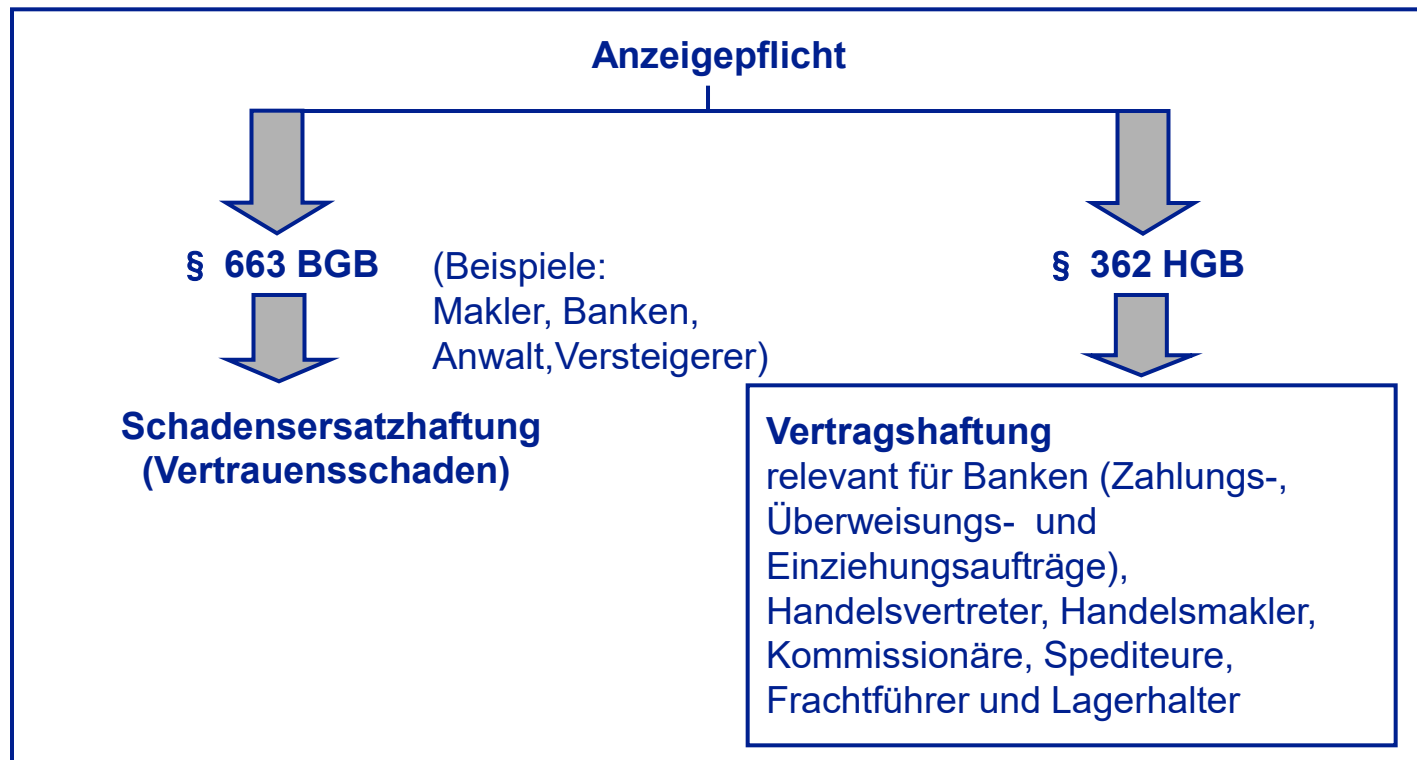 Anzeigepflicht
§ 663 BGB
(Beispiele:
Makler, Banken,
Anwalt,Versteigerer)
§ 362 HGB
Schadensersatzhaftung
(Vertrauensschaden)
Vertragshaftung
relevant für Banken (Zahlungs-,
Überweisungs- und
Einziehungsaufträge),
Handelsvertreter, Handelsmakler,
Kommissionäre, Spediteure,
Frachtführer und Lagerhalter